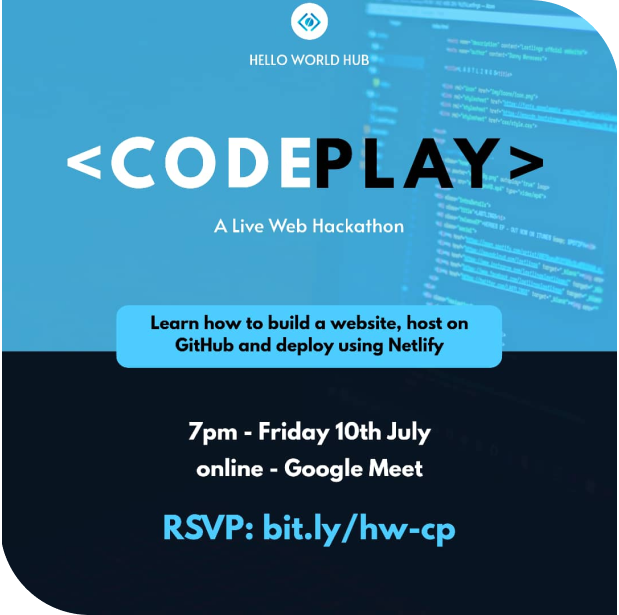 HELLO WORLD HUB
<CODEPLAY>
A Live Web Hackathon
Learn how to build a website, host on
GitHub and deploy using Netlify
7pm - Friday 10th July
online - Google Meet
RSVP: bit.ly/hw-cp